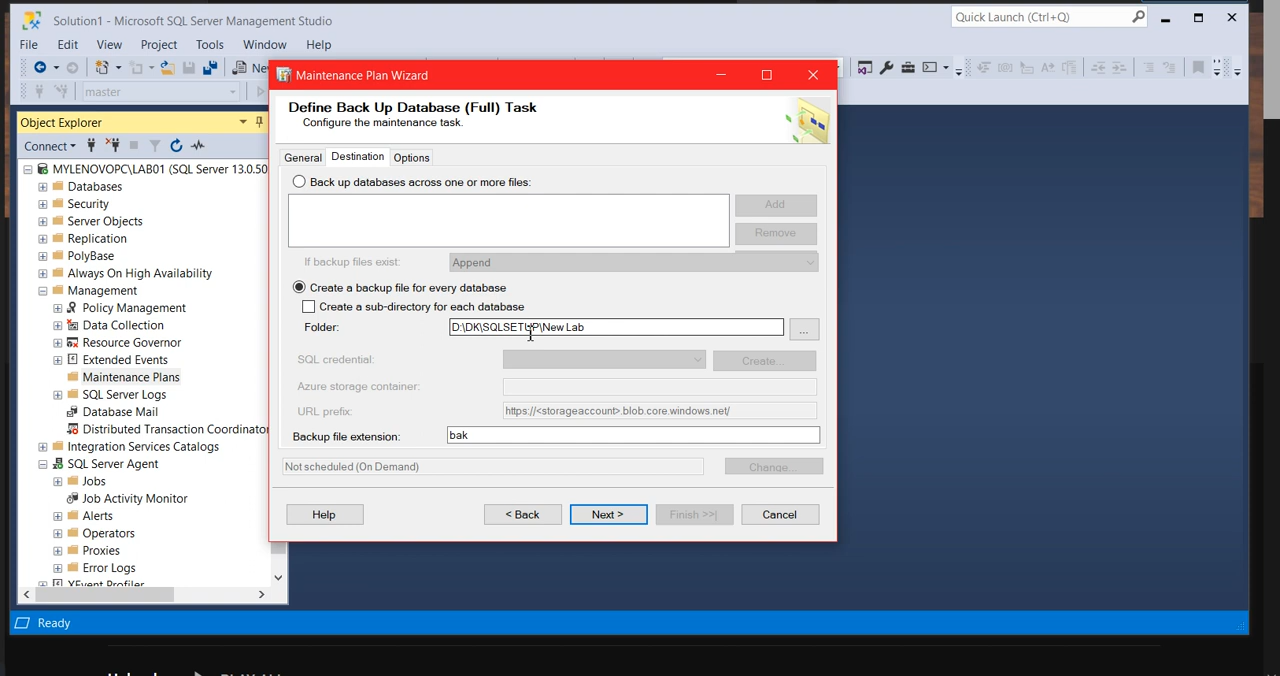 Solution1 - Microsoft SQL Server Management Studio
Quick Launch (Ctrl+Q)
File Edit View Project Tools Window Help
master
Maintenance Plan Wizard
Define Back Up Database (Full) Task
Configure the maintenance task.
General Destination Options
Back up databases across one or more files:
Add
Remove
If backup files exist: Append
Create a backup file for every database
Create a sub-directory for each database
Folder: D:\DK\SQLSETUP\New Lab ...
SQL credential: Create...
Azure storage container:
URL prefix: https://<storageaccount>.blob.core.windows.net/
Backup file extension: bak
Not scheduled (On Demand) Change...
Help < Back Next > Finish >>| Cancel
Object Explorer
Connect
MYLENOVOPC\LAB01 (SQL Server 13.0.50
Databases
Security
Server Objects
Replication
PolyBase
Always On High Availability
Management
Policy Management
Data Collection
Resource Governor
Extended Events
Maintenance Plans
SQL Server Logs
Database Mail
Distributed Transaction Coordinator
Integration Services Catalogs
SQL Server Agent
Jobs
Job Activity Monitor
Alerts
Operators
Proxies
Error Logs
XEvent Profiler
Ready